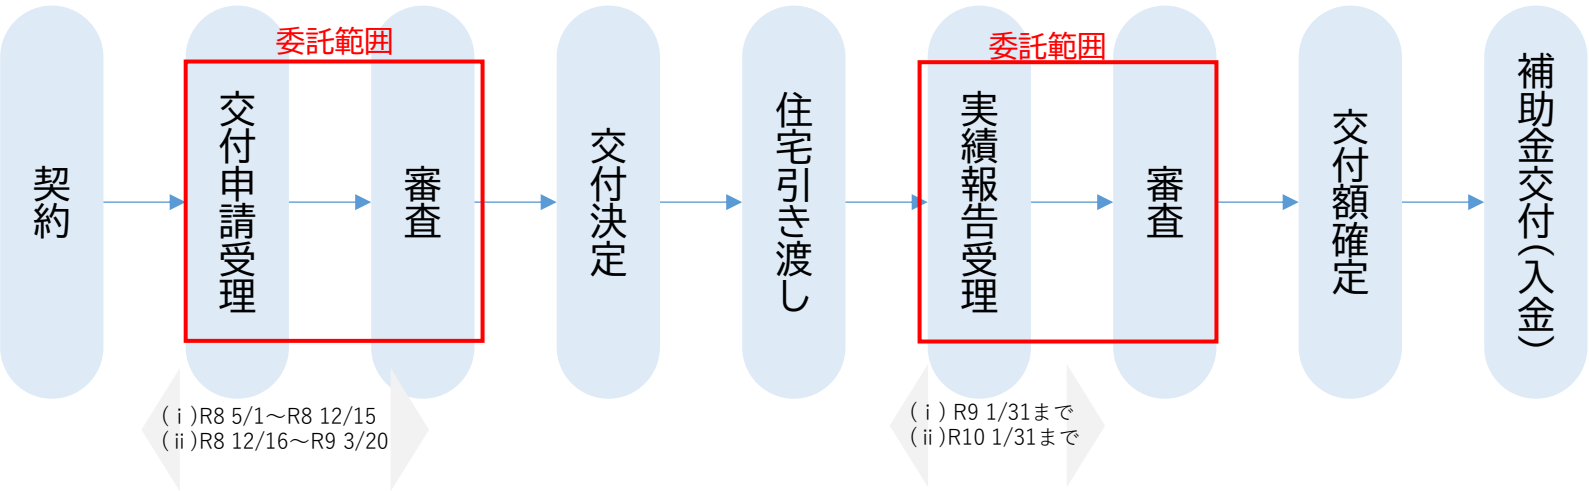 契約
委託範囲
交付申請受理
審査
交付決定
住宅引き渡し
委託範囲
実績報告受理
審査
交付額確定
補助金交付(入金)
(ⅰ)R8 5/1～R8 12/15
(ⅱ)R8 12/16～R9 3/20
(ⅰ) R9 1/31まで
(ⅱ)R10 1/31まで